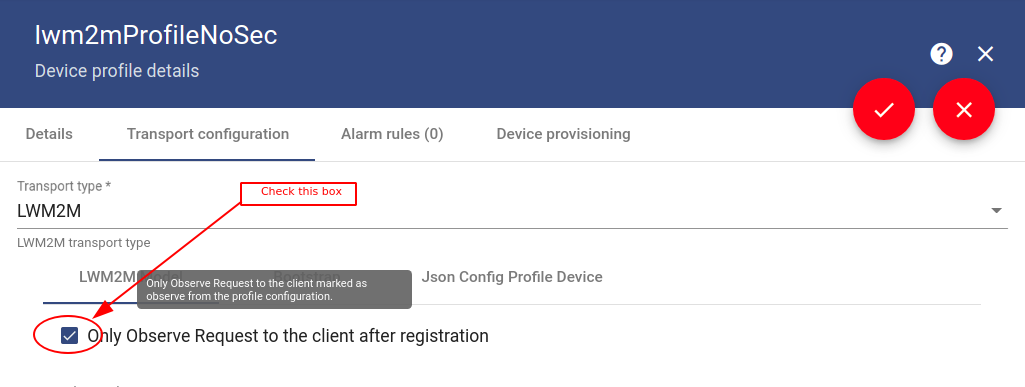 lwm2mProfileNoSec
Device profile details
?
Details Transport configuration Alarm rules (0) Device provisioning
Transport type *
Check this box
LWM2M
LWM2M transport type
LWM2M Model Bootstrap Json Config Profile Device
Only Observe Request to the client marked as
observe from the profile configuration.
Only Observe Request to the client after registration